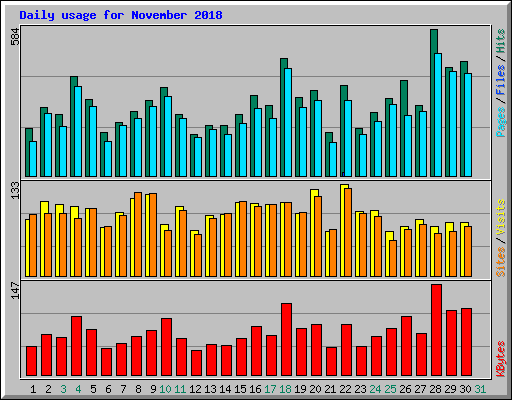 Daily usage for November 2018
584
Pages / Files / Hits
133
Sites / Visits
147
KBytes
1 2 3 4 5 6 7 8 9 10 11 12 13 14 15 16 17 18 19 20 21 22 23 24 25 26 27 28 29 30 31